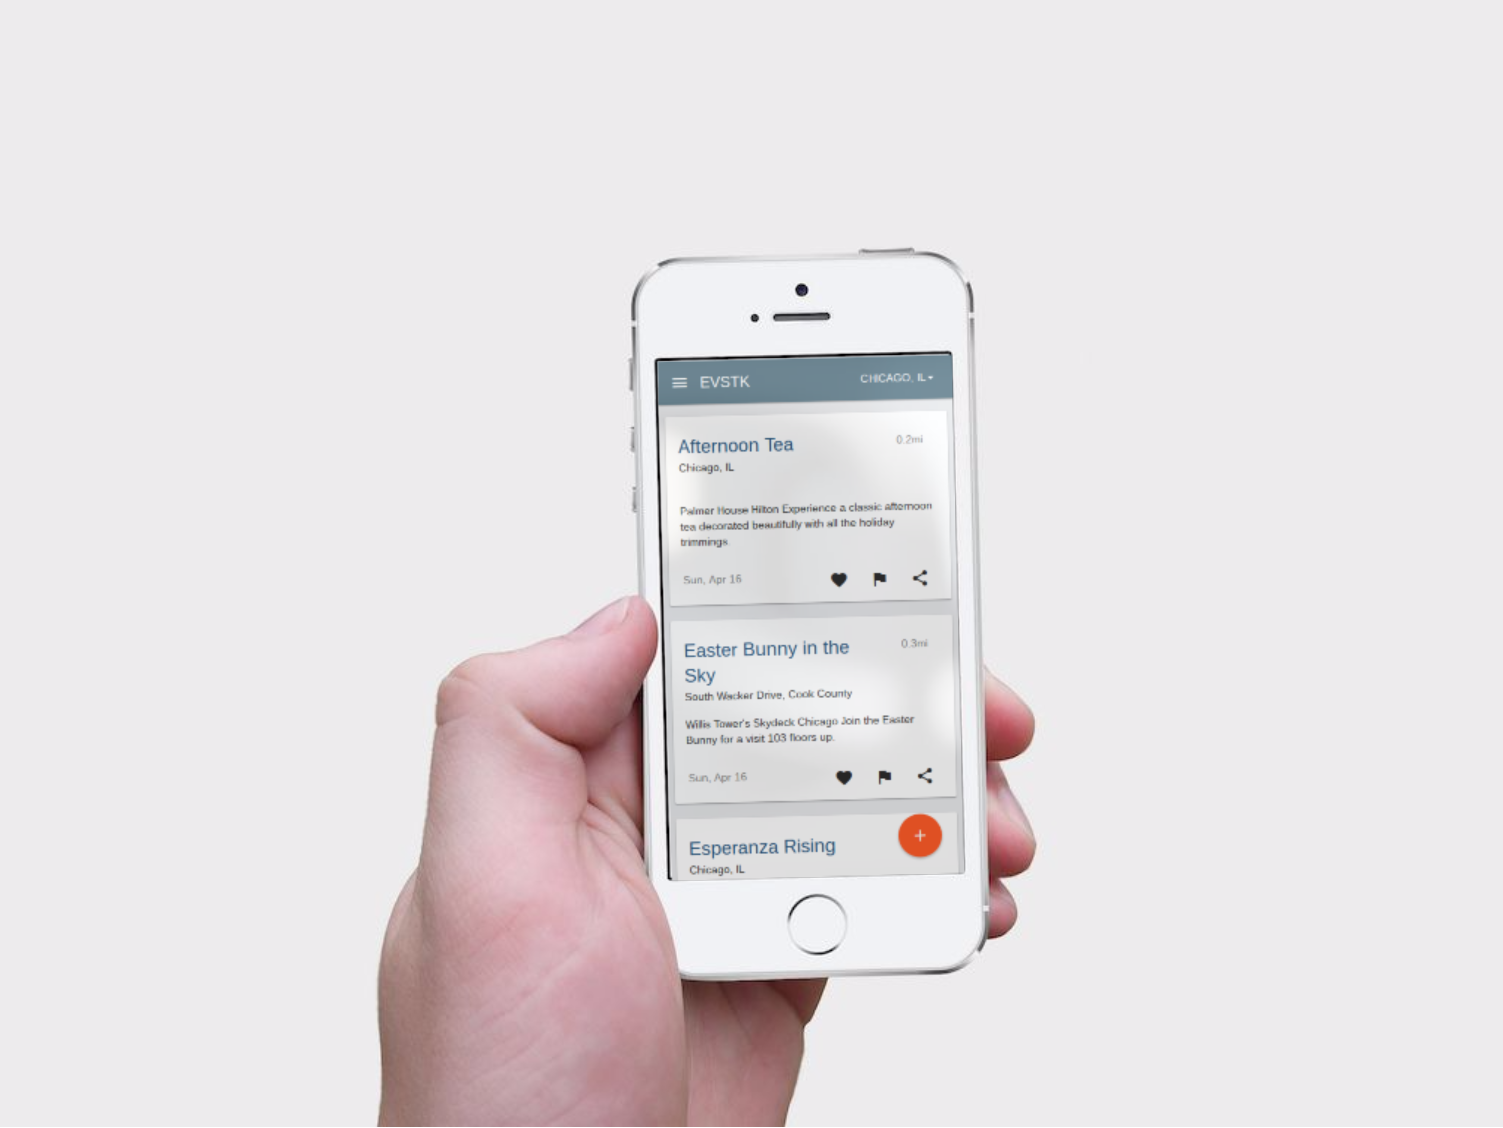 EVSTK CHICAGO, IL
Afternoon Tea 0.2mi
Chicago, IL
Palmer House Hilton Experience a classic afternoon
tea decorated beautifully with all the holiday
trimmings.
Sun, Apr 16
Easter Bunny in the 0.3mi
Sky
South Wacker Drive, Cook County
Willis Tower's Skydeck Chicago Join the Easter
Bunny for a visit 103 floors up.
Sun, Apr 16
Esperanza Rising
Chicago, IL